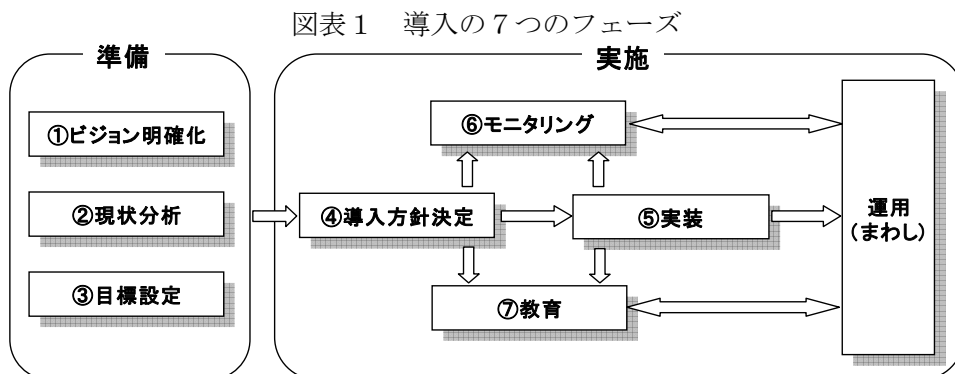 図表1 導入の7つのフェーズ
準備
①ビジョン明確化
②現状分析
③目標設定
実施
⑥モニタリング
④導入方針決定
⑤実装
⑦教育
運用
(まわし)